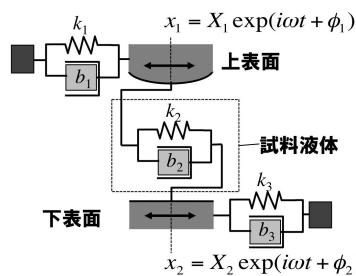 k₁
x₁ = X₁ exp(iωt + ϕ₁)
b₁
上表面
k₂
b₂
試料液体
k₃
下表面
b₃
x₂ = X₂ exp(iωt + ϕ₂